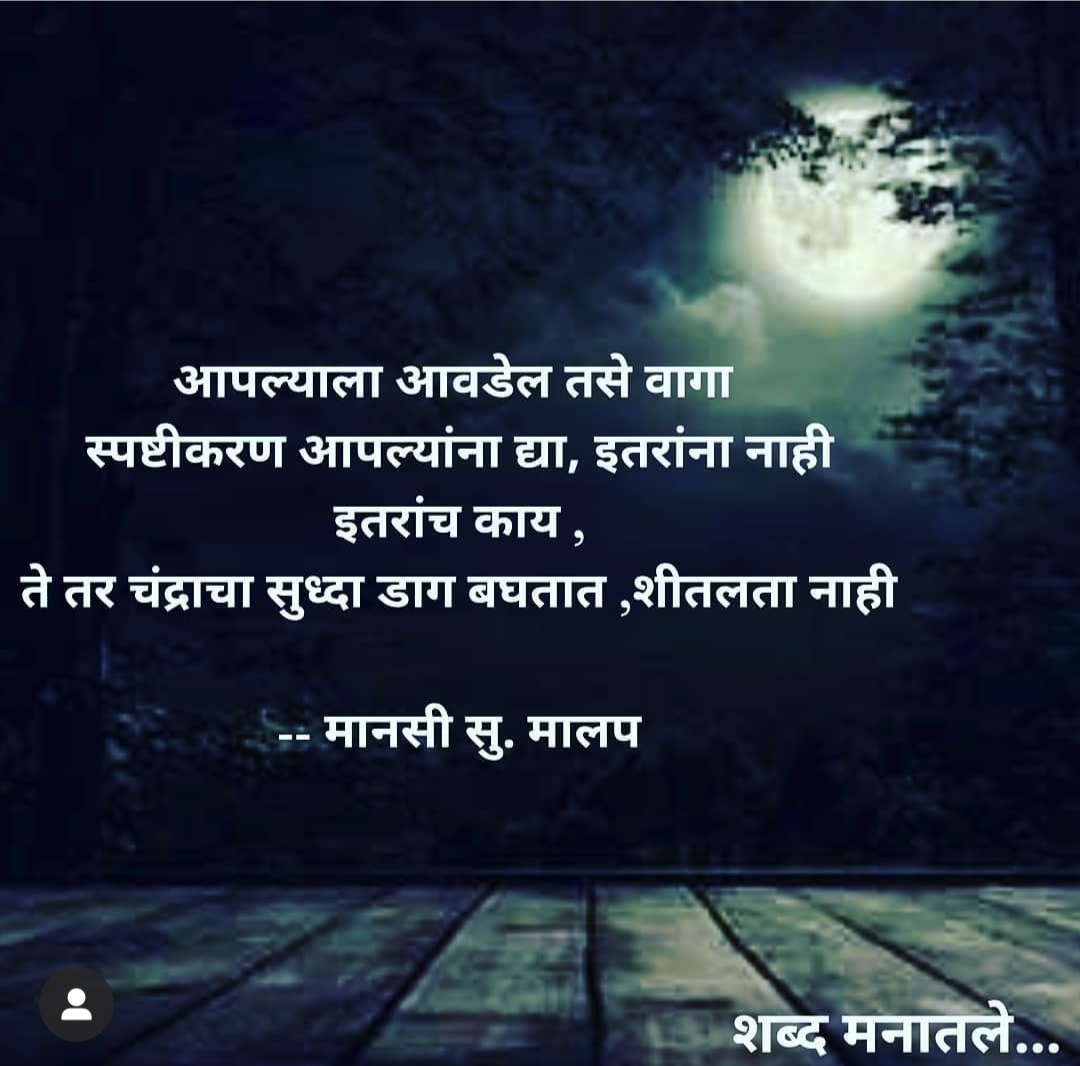 आपल्याला आवडेल तसे वागा
स्पष्टीकरण आपल्यांना द्या, इतरांना नाही
इतरांच काय ,
ते तर चंद्राचा सुध्दा डाग बघतात ,शीतलता नाही
-- मानसी सु. मालप
शब्द मनातले...